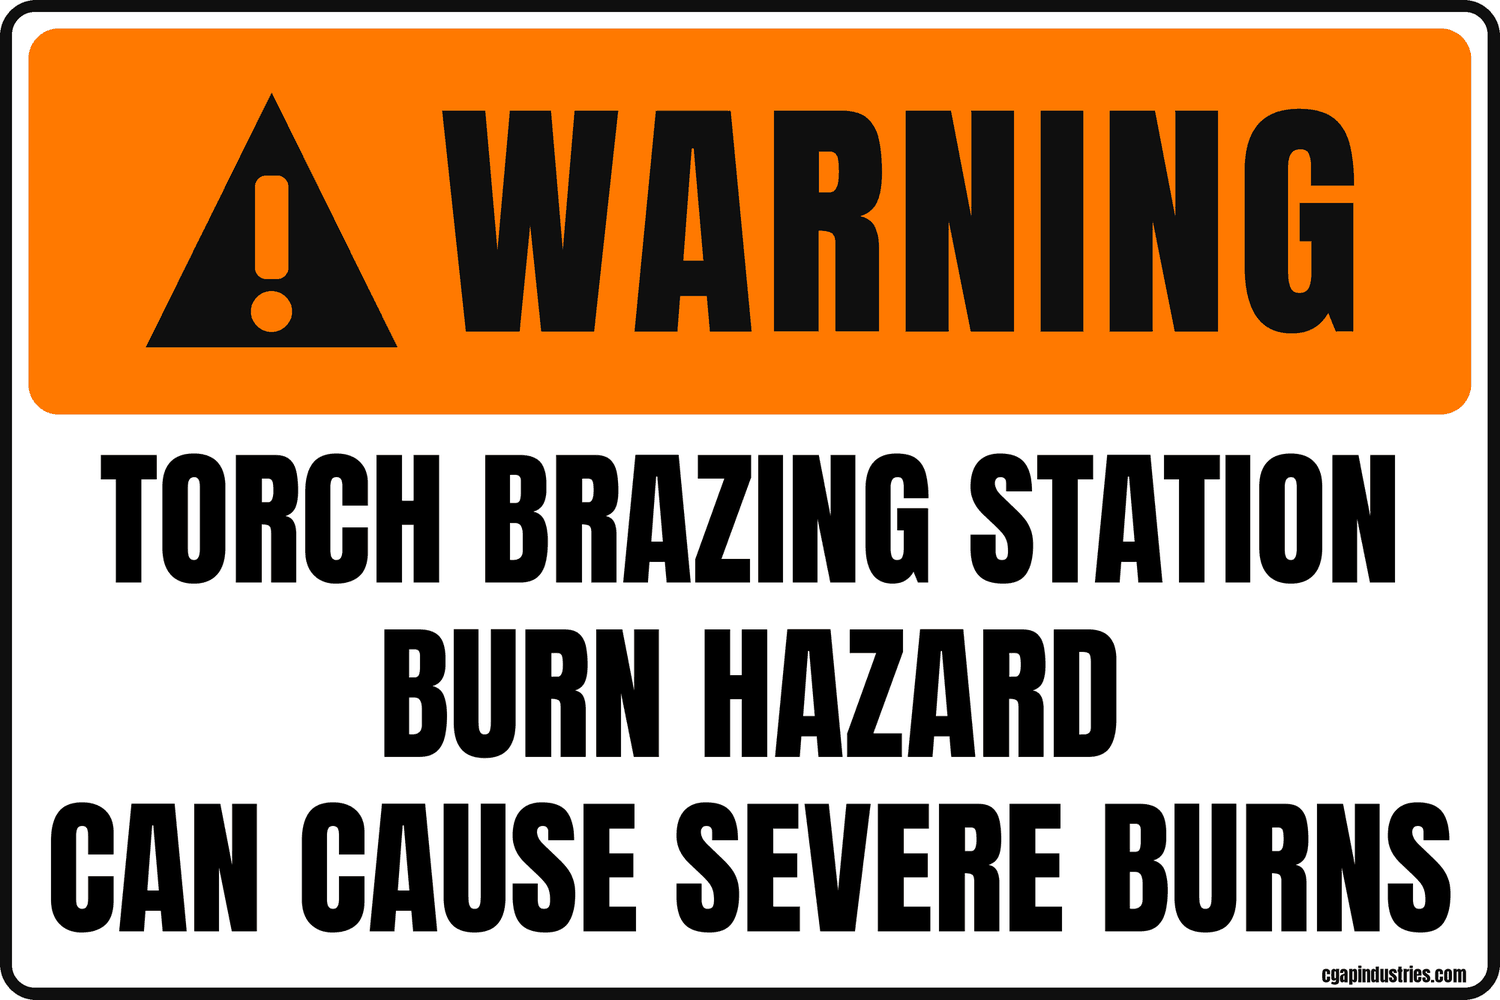 WARNING
TORCH BRAZING STATION
BURN HAZARD
CAN CAUSE SEVERE BURNS
cgapindustries.com